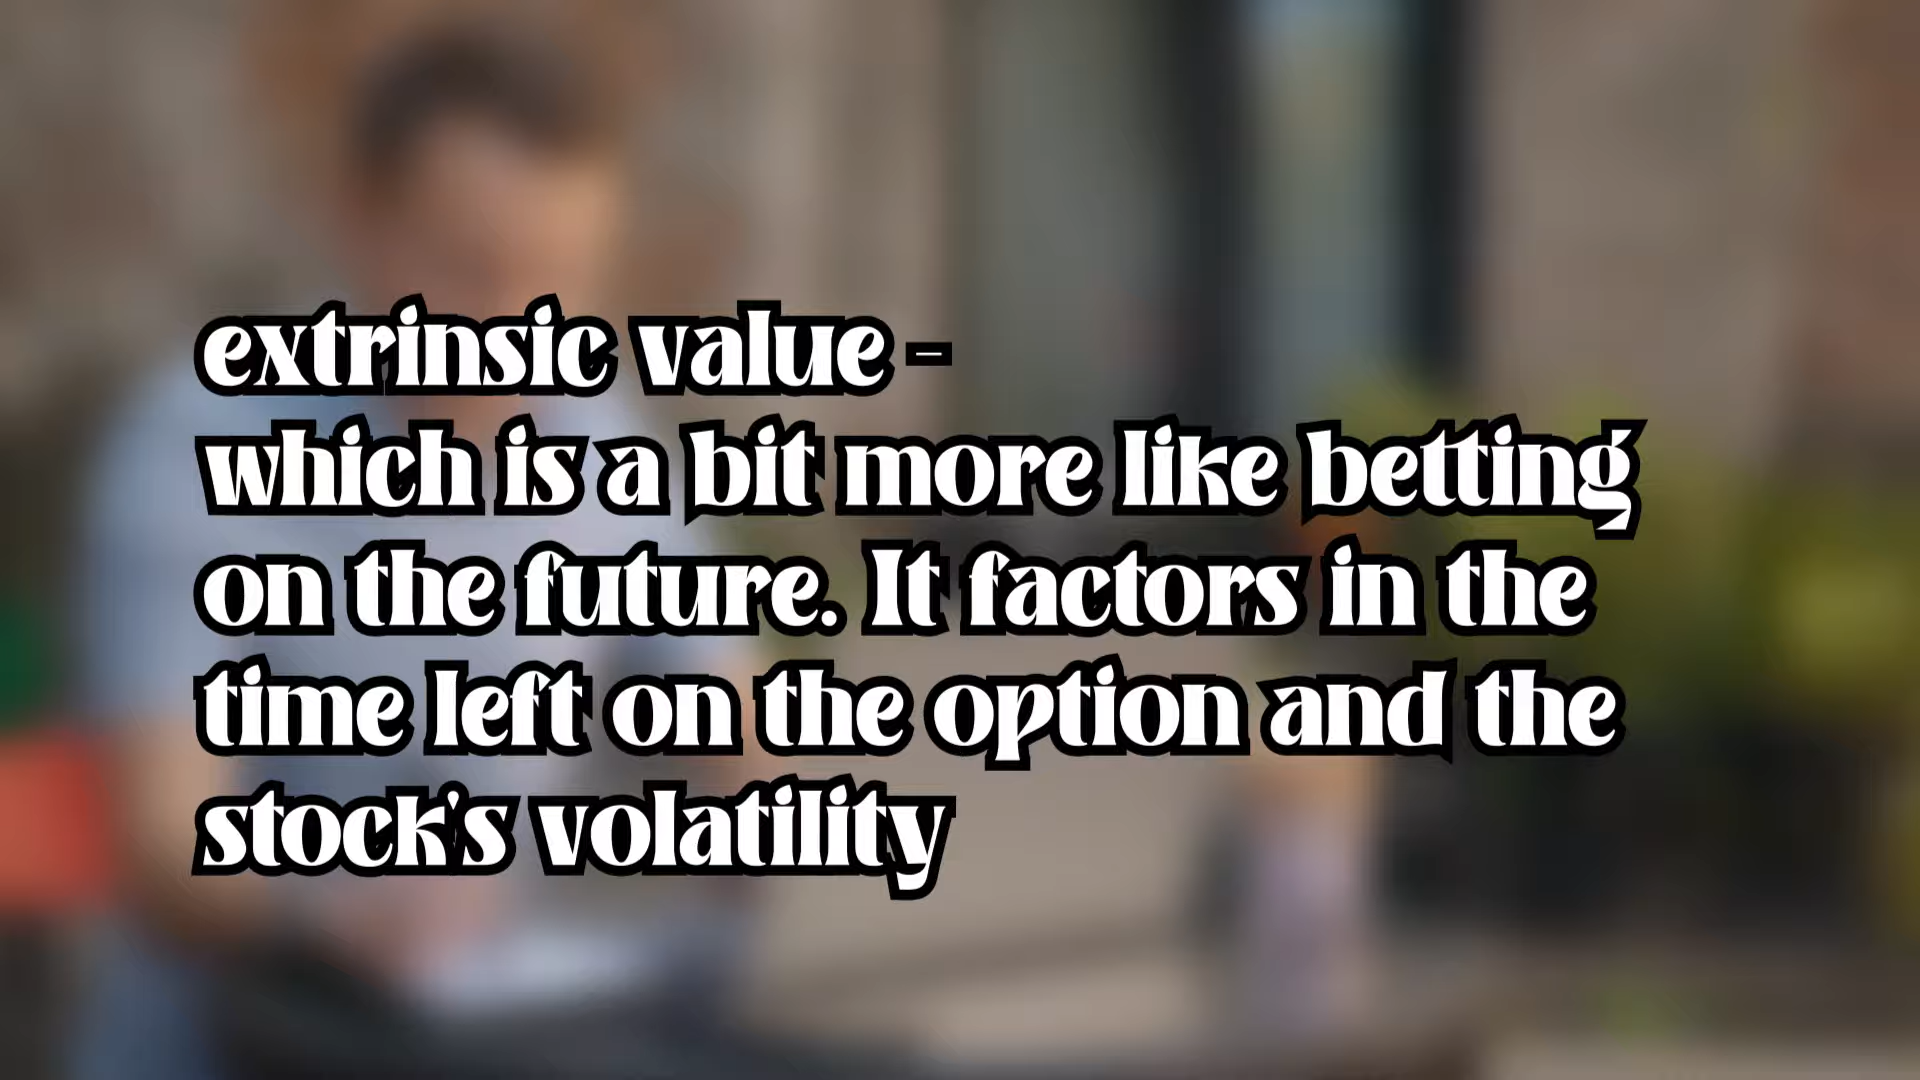 extrinsic value -
which is a bit more like betting
on the future. It factors in the
time left on the option and the
stock's volatility